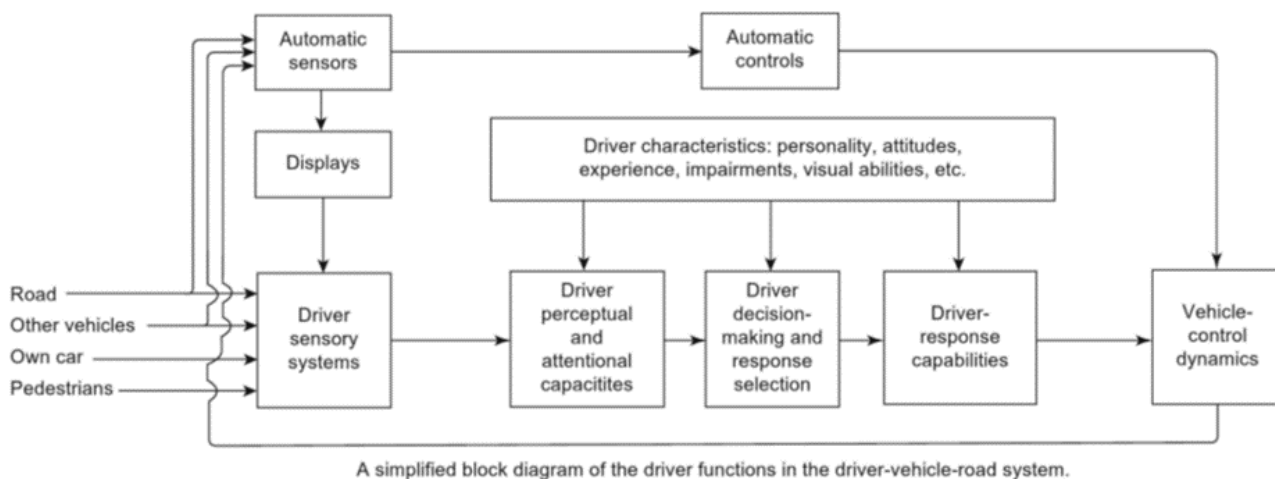 Automatic
sensors
Automatic
controls
Displays
Driver characteristics: personality, attitudes,
experience, impairments, visual abilities, etc.
Road
Other vehicles
Own car
Pedestrians
Driver
sensory
systems
Driver
perceptual
and
attentional
capacitites
Driver
decision-
making and
response
selection
Driver-
response
capabilities
Vehicle-
control
dynamics
A simplified block diagram of the driver functions in the driver-vehicle-road system.